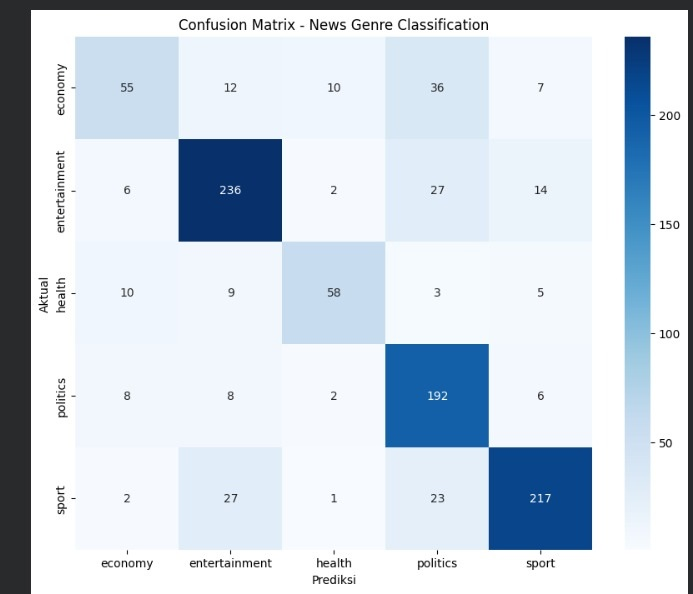 Confusion Matrix - News Genre Classification
economy 55 12 10 36 7
entertainment 6 236 2 27 14
health 10 9 58 3 5
politics 8 8 2 192 6
sport 2 27 1 23 217
economy entertainment health politics sport
Prediksi
Aktual
200
150
100
50